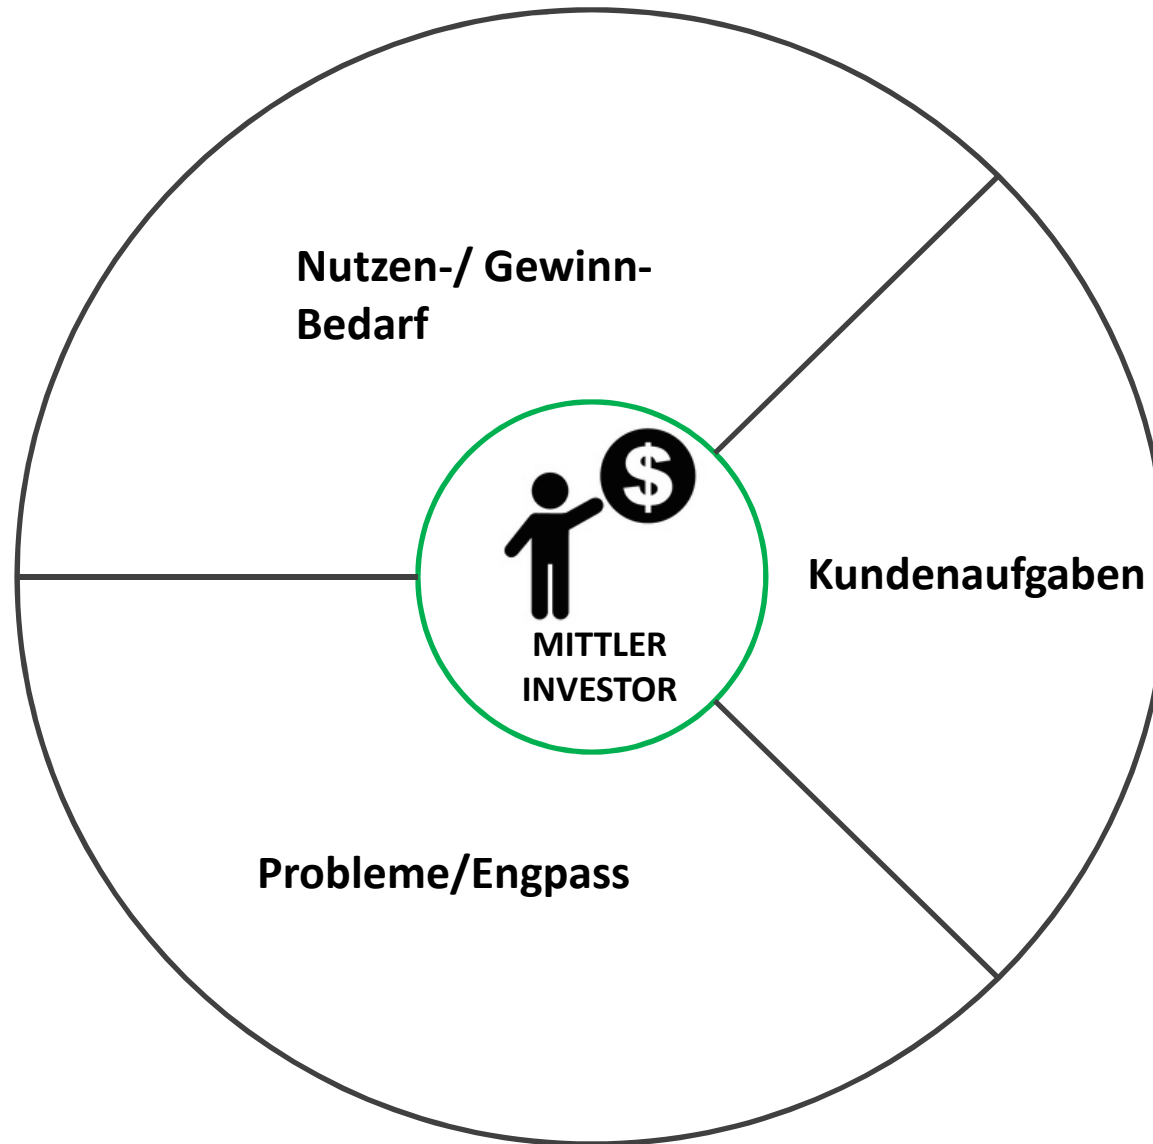 Nutzen-/ Gewinn-
Bedarf
$
Kundenaufgaben
MITTLER
INVESTOR
Probleme/Engpass